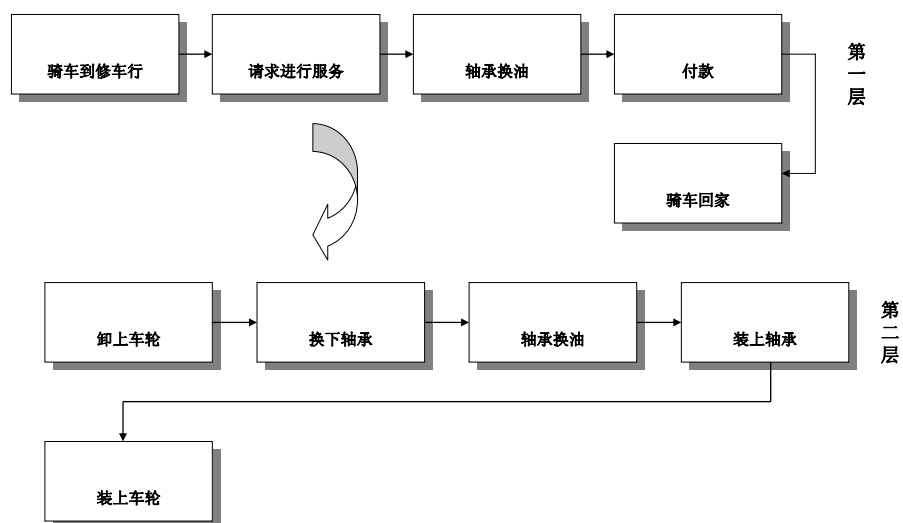 骑车到修车行
请求进行服务
轴承换油
付款
第一层
骑车回家
卸上车轮
换下轴承
轴承换油
装上轴承
第二层
装上车轮